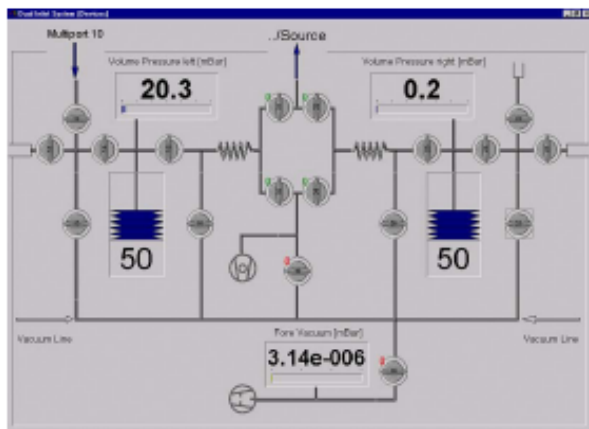 Dual Inlet System [Devices]
Multiport 10
../Source
Volume Pressure left [mBar]
20.3
Volume Pressure right [mBar]
0.2
50
50
Vacuum Line
Fore Vacuum [mBar]
3.14e-006
Vacuum Line